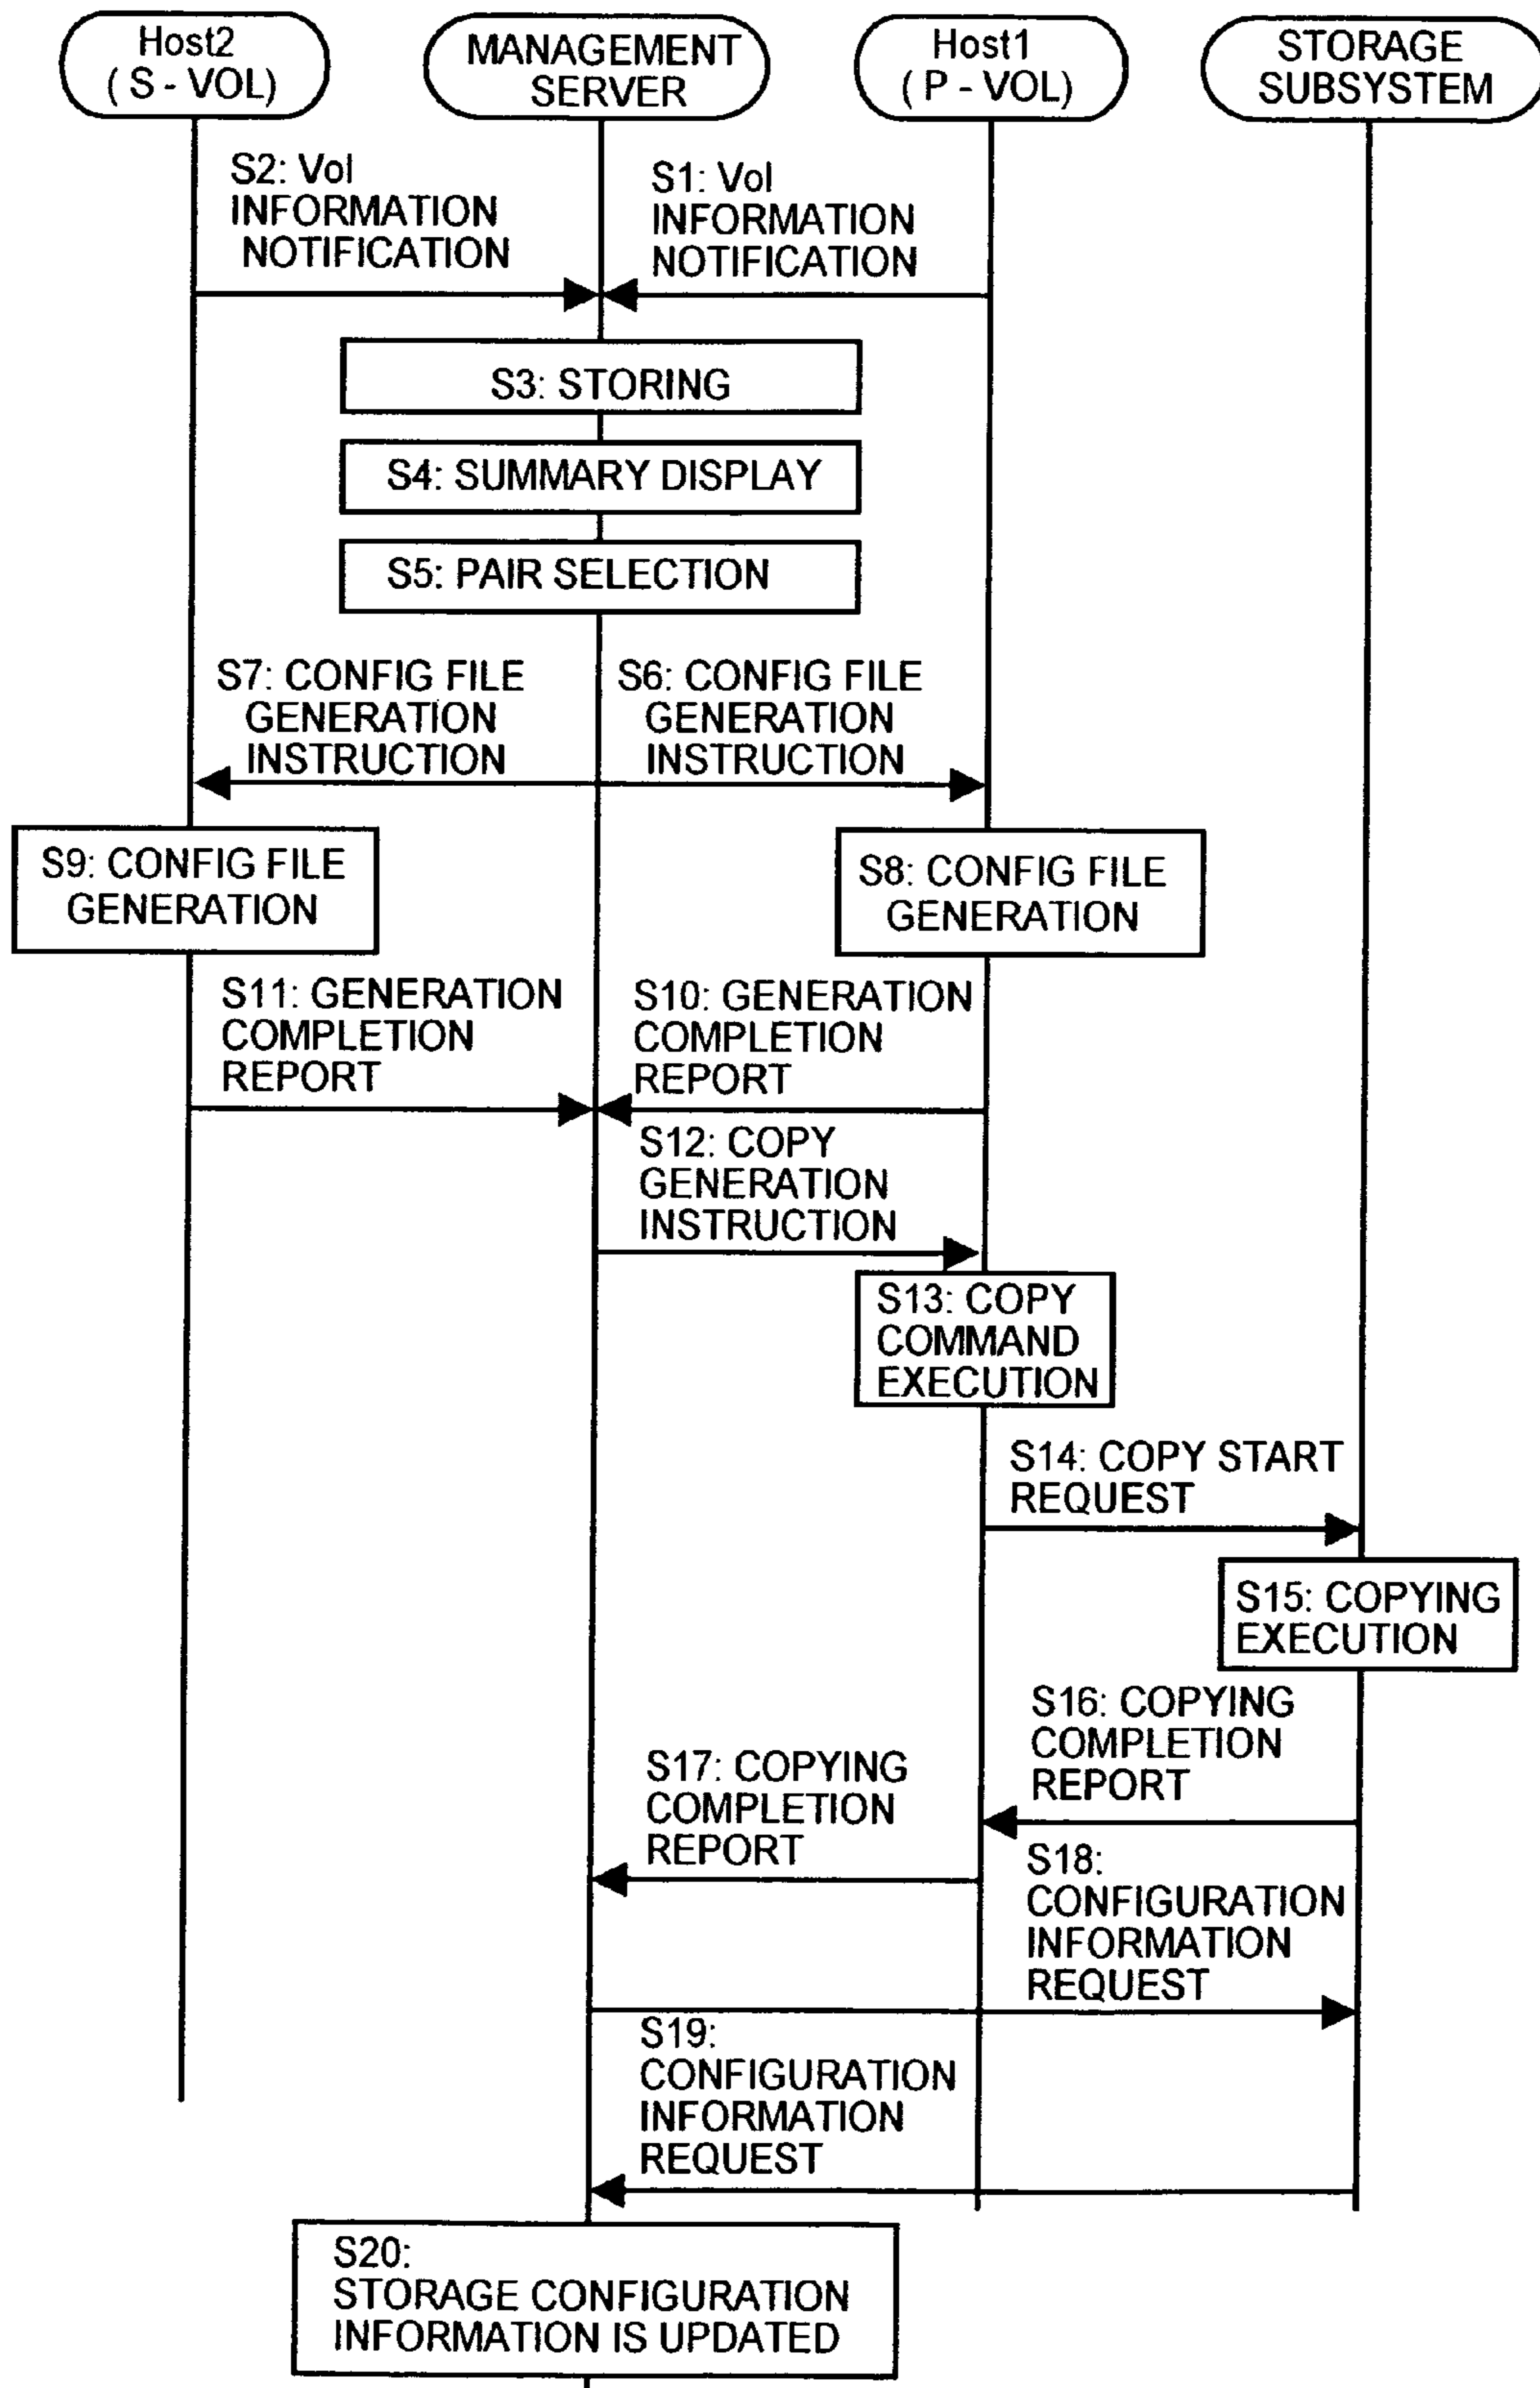 Host2
( S - VOL)
MANAGEMENT
SERVER
Host1
( P - VOL)
STORAGE
SUBSYSTEM
S2: Vol
INFORMATION
NOTIFICATION
S1: Vol
INFORMATION
NOTIFICATION
S3: STORING
S4: SUMMARY DISPLAY
S5: PAIR SELECTION
S7: CONFIG FILE
GENERATION
INSTRUCTION
S6: CONFIG FILE
GENERATION
INSTRUCTION
S9: CONFIG FILE
GENERATION
S8: CONFIG FILE
GENERATION
S11: GENERATION
COMPLETION
REPORT
S10: GENERATION
COMPLETION
REPORT
S12: COPY
GENERATION
INSTRUCTION
S13: COPY
COMMAND
EXECUTION
S14: COPY START
REQUEST
S15: COPYING
EXECUTION
S16: COPYING
COMPLETION
REPORT
S17: COPYING
COMPLETION
REPORT
S18:
CONFIGURATION
INFORMATION
REQUEST
S19:
CONFIGURATION
INFORMATION
REQUEST
S20:
STORAGE CONFIGURATION
INFORMATION IS UPDATED